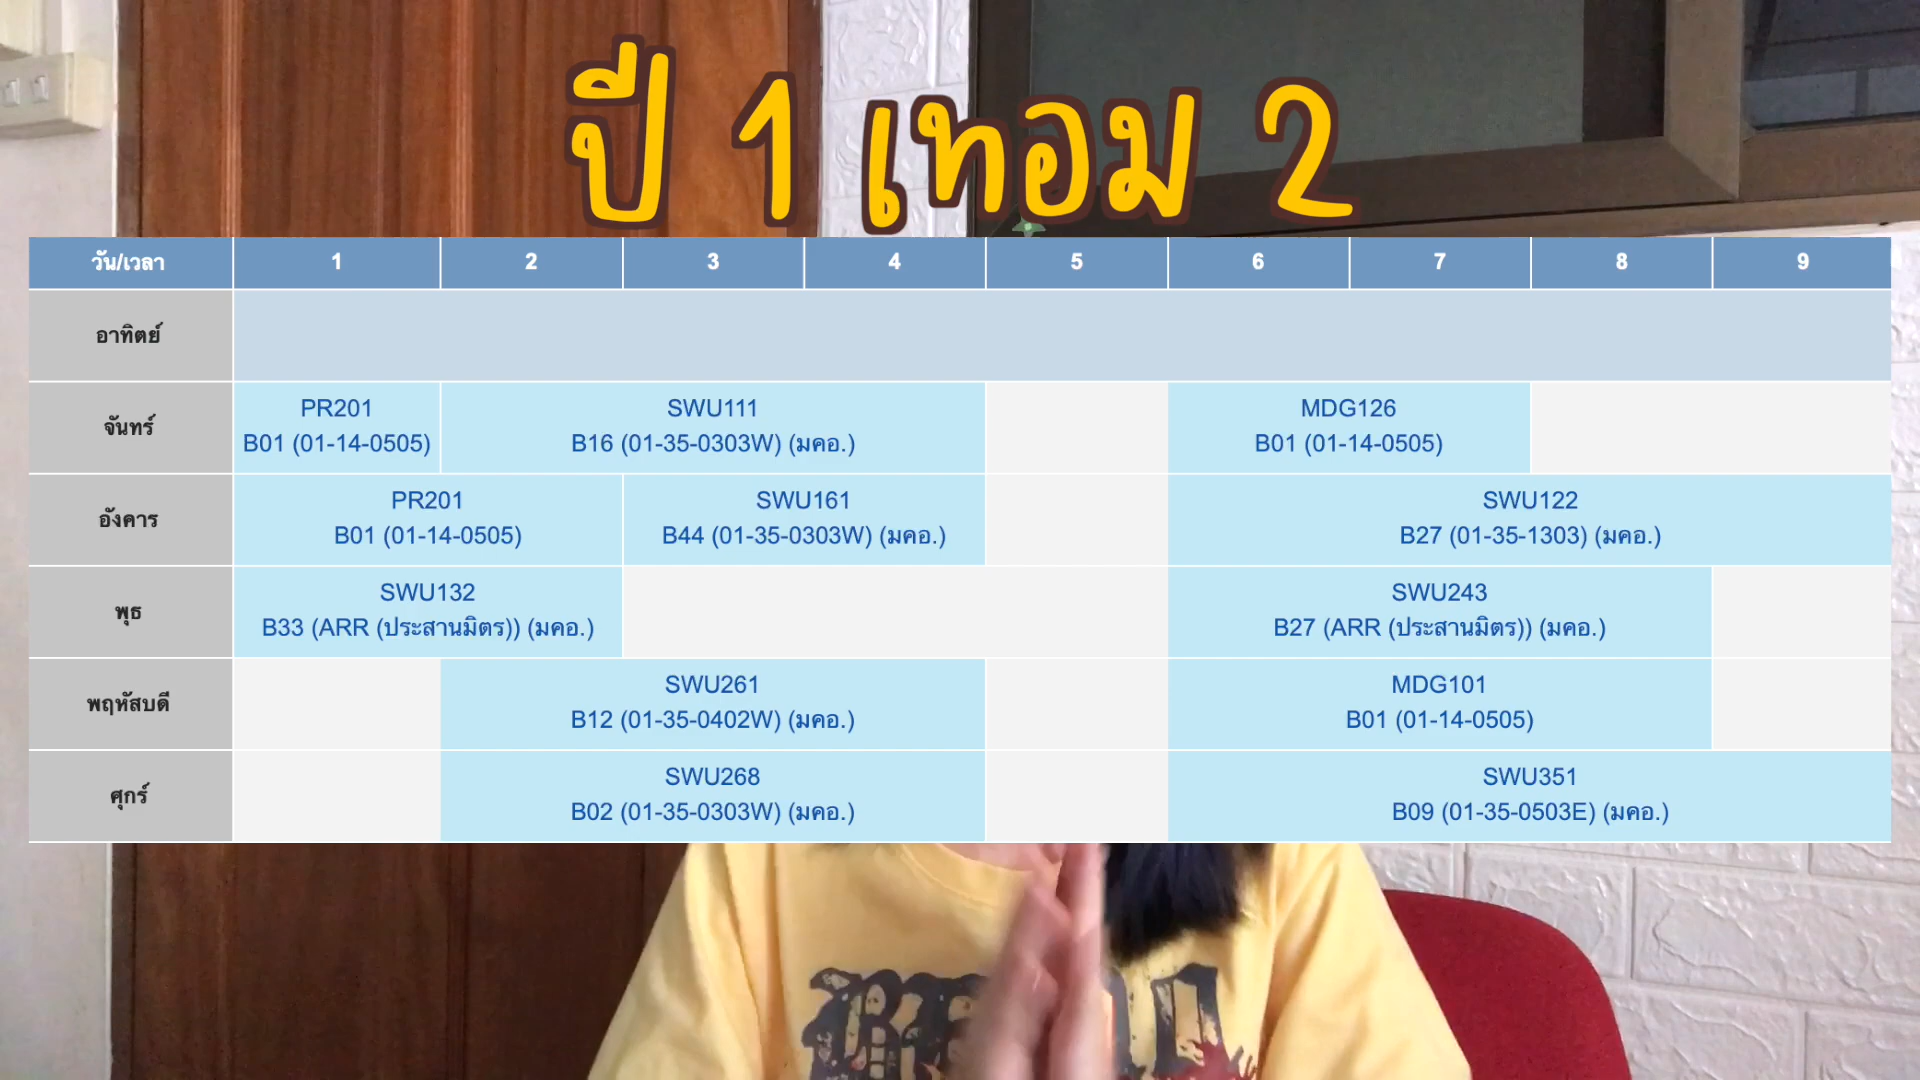 ปี 1 เทอม 2
วัน/เวลา 1 2 3 4 5 6 7 8 9
อาทิตย์
จันทร์
PR201
B01 (01-14-0505)
SWU111
B16 (01-35-0303W) (มคอ.)
MDG126
B01 (01-14-0505)
อังคาร
PR201
B01 (01-14-0505)
SWU161
B44 (01-35-0303W) (มคอ.)
SWU122
B27 (01-35-1303) (มคอ.)
พุธ
SWU132
B33 (ARR (ประสานมิตร)) (มคอ.)
SWU243
B27 (ARR (ประสานมิตร)) (มคอ.)
พฤหัสบดี
SWU261
B12 (01-35-0402W) (มคอ.)
MDG101
B01 (01-14-0505)
ศุกร์
SWU268
B02 (01-35-0303W) (มคอ.)
SWU351
B09 (01-35-0503E) (มคอ.)